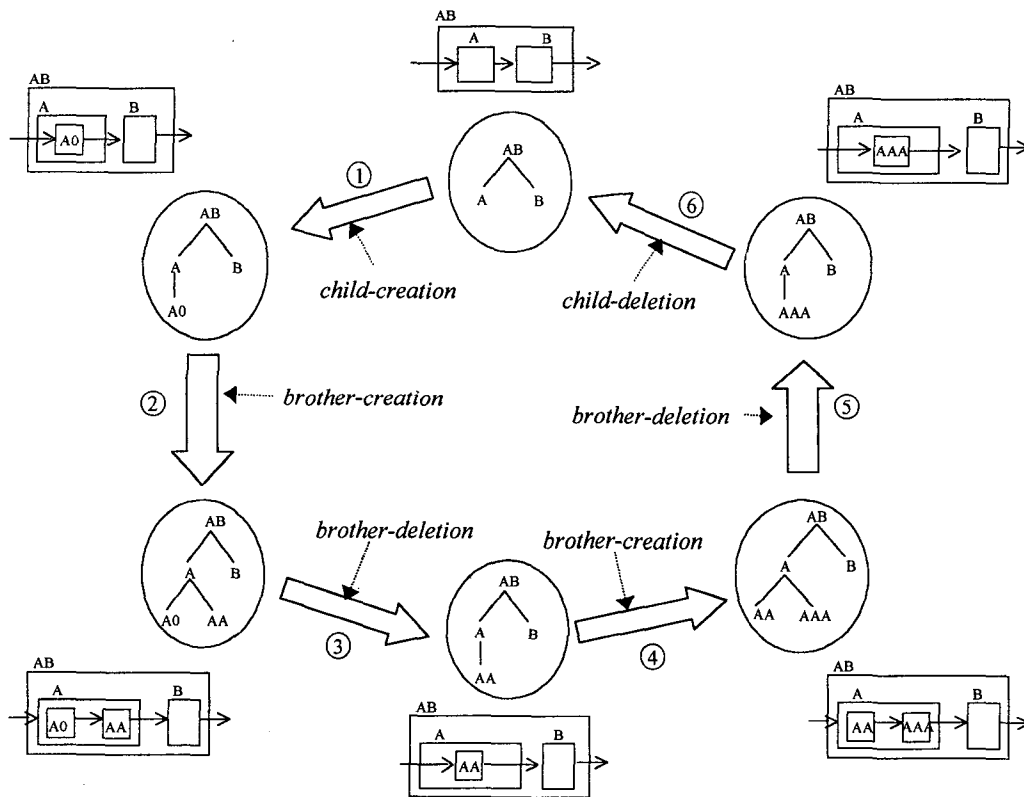 AB
A B
AB
A B
A0
AB
A B
AAA
AB
A B
①
⑥
AB
A B
A0
AB
A B
AAA
child-creation
child-deletion
②
brother-creation
brother-deletion
⑤
AB
A B
A0 AA
brother-deletion
brother-creation
AB
A B
AA
AB
A B
AA AAA
③
④
AB
A B
A0 AA
AB
A B
AA
AB
A B
AA AAA